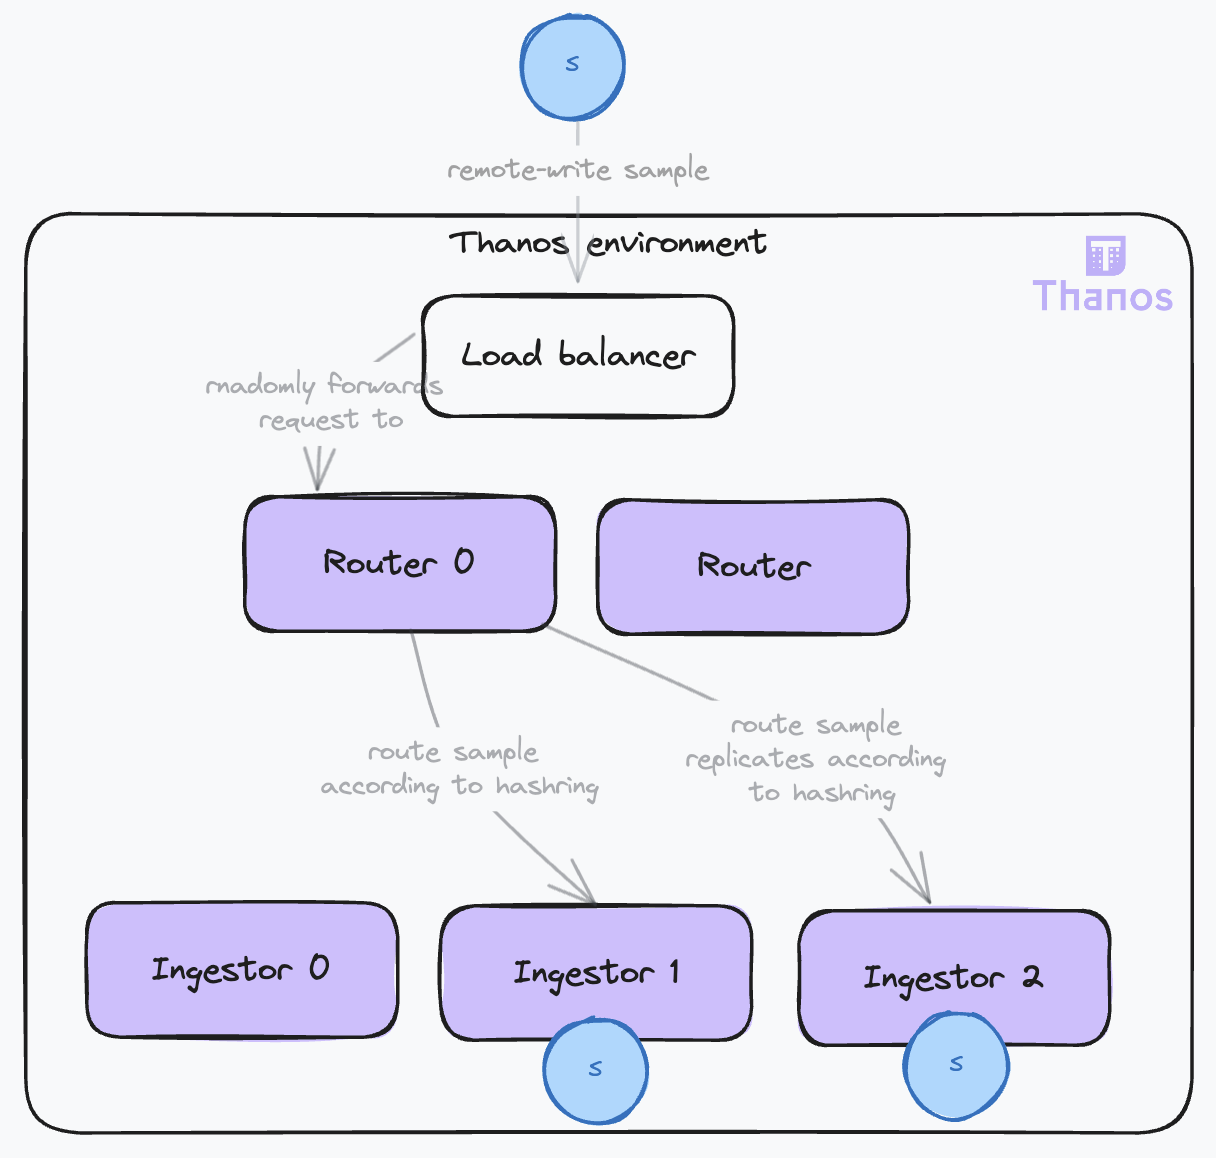 s
remote-write sample
Thanos environment
Thanos
Load balancer
rnadomly forwards
request to
Router 0
Router
route sample
according to hashring
route sample
replicates according
to hashring
Ingestor 0
Ingestor 1
Ingestor 2
s
s